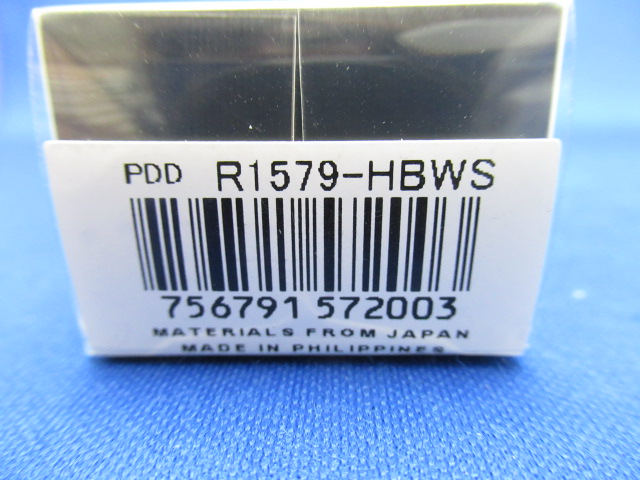 PDD R1579-HBWS
756791 572003
MATERIALS FROM JAPAN
MADE IN PHILIPPINES